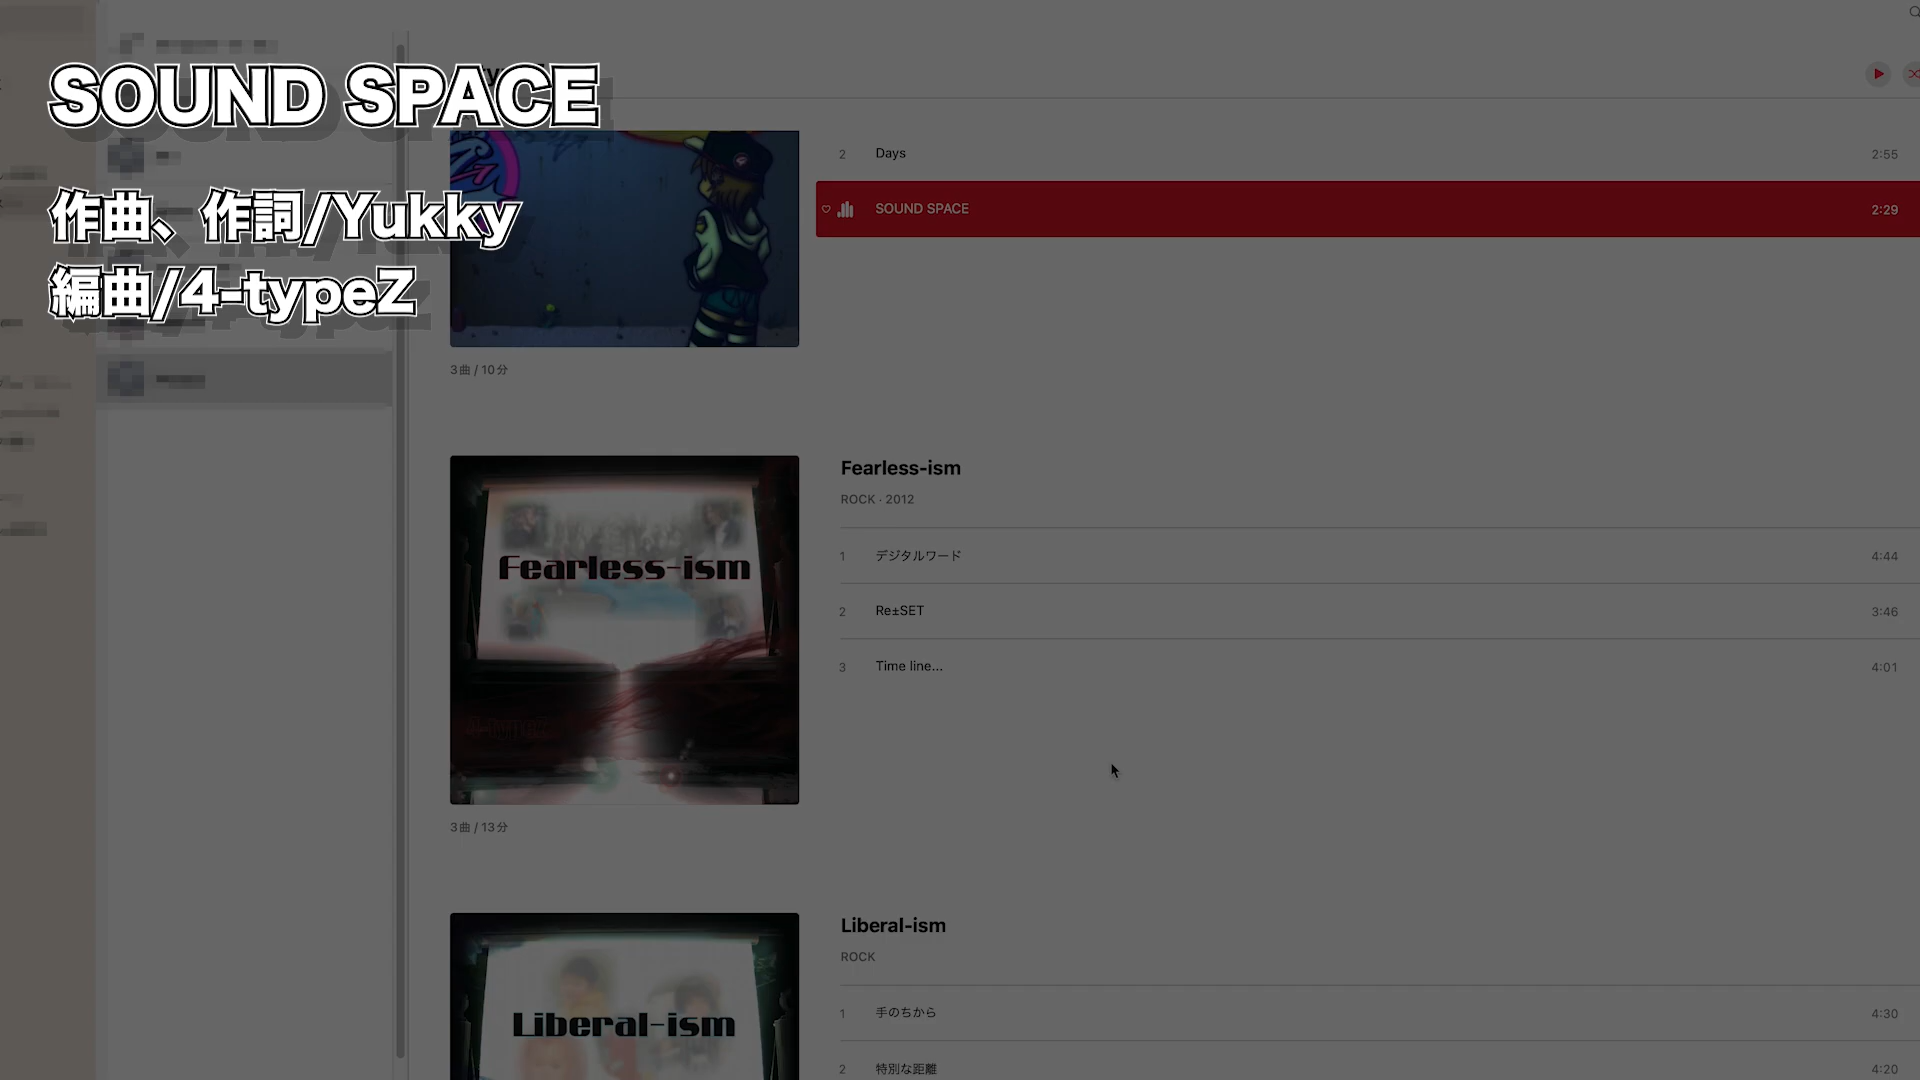 SOUND SPACE
作曲、作詞/Yukky
編曲/4-typeZ
2 Days 2:55
SOUND SPACE 2:29
3曲 / 10分
Fearless-ism
Fearless-ism
ROCK · 2012
1 デジタルワード 4:44
2 Re±SET 3:46
3 Time line... 4:01
3曲 / 13分
Liberal-ism
Liberal-ism
ROCK
1 手のちから 4:30
2 特別な距離 4:20